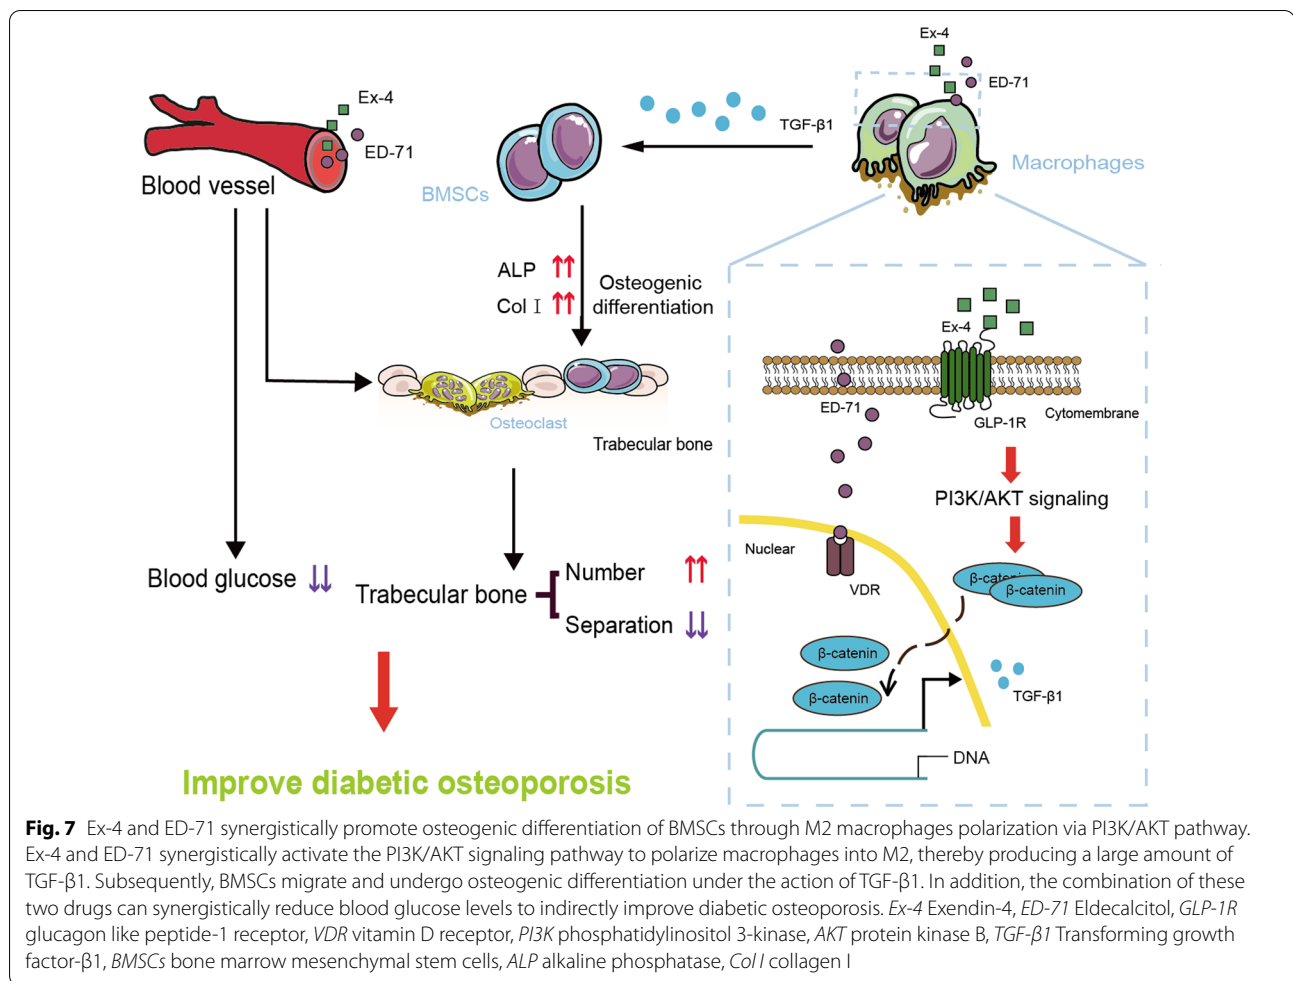 Ex-4
ED-71
Blood vessel
BMSCs
TGF-β1
Ex-4
ED-71
Macrophages
ALP
Col I
Osteogenic
differentiation
Osteoclast
Trabecular bone
Blood glucose
Trabecular bone
Number
Separation
Improve diabetic osteoporosis
Ex-4
ED-71
GLP-1R
Cytomembrane
PI3K/AKT signaling
Nuclear
VDR
β-catenin
β-catenin
β-catenin
β-catenin
TGF-β1
DNA
Fig. 7 Ex-4 and ED-71 synergistically promote osteogenic differentiation of BMSCs through M2 macrophages polarization via PI3K/AKT pathway.
Ex-4 and ED-71 synergistically activate the PI3K/AKT signaling pathway to polarize macrophages into M2, thereby producing a large amount of
TGF-β1. Subsequently, BMSCs migrate and undergo osteogenic differentiation under the action of TGF-β1. In addition, the combination of these
two drugs can synergistically reduce blood glucose levels to indirectly improve diabetic osteoporosis. Ex-4 Exendin-4, ED-71 Eldecalcitol, GLP-1R
glucagon like peptide-1 receptor, VDR vitamin D receptor, PI3K phosphatidylinositol 3-kinase, AKT protein kinase B, TGF-β1 Transforming growth
factor-β1, BMSCs bone marrow mesenchymal stem cells, ALP alkaline phosphatase, Col I collagen I